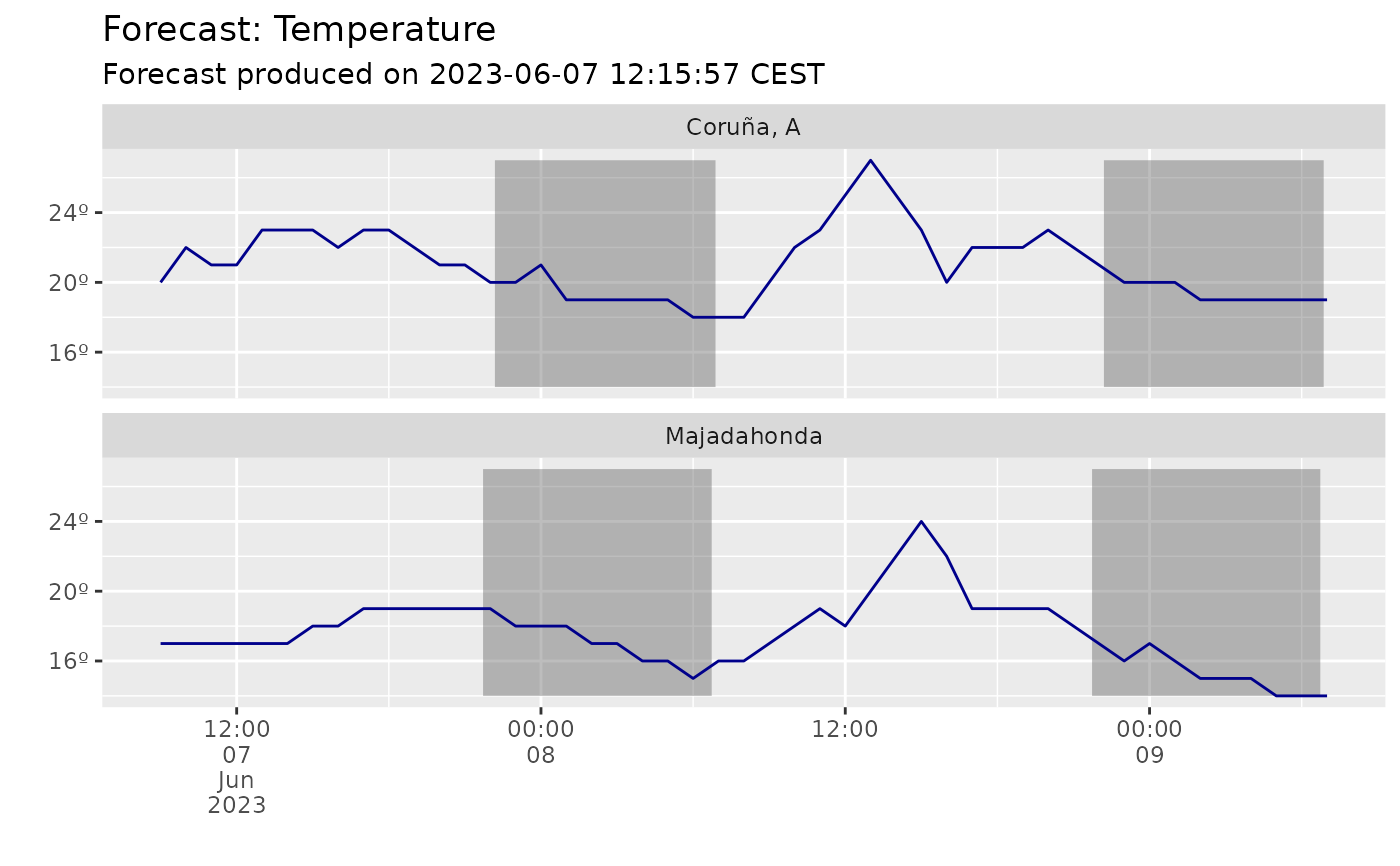 Forecast: Temperature
Forecast produced on 2023-06-07 12:15:57 CEST
Coruña, A
24º
20º
16º
Majadahonda
24º
20º
16º
12:00 00:00 12:00 00:00
07 08 09
Jun
2023